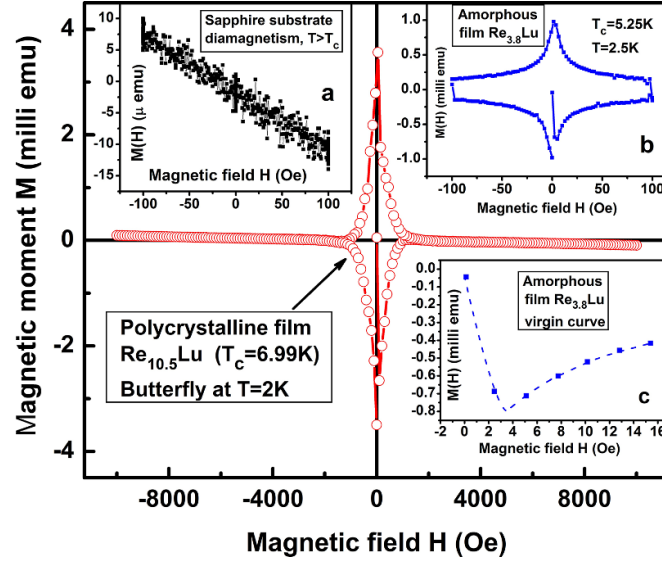 Magnetic moment M (milli emu)
4
2
0
-2
-4
-8000
-4000
0
4000
8000
Magnetic field H (Oe)
Polycrystalline film
Re10.5Lu (Tc=6.99K)
Butterfly at T=2K
Sapphire substrate
diamagnetism, T>Tc
a
M(H) (μ emu)
10
5
0
-5
-10
-15
-100
-50
0
50
100
Magnetic field H (Oe)
Amorphous
film Re3.8Lu
Tc=5.25K
T=2.5K
b
M(H) (milli emu)
1.0
0.5
0.0
-0.5
-1.0
-100
-50
0
50
100
Magnetic field H (Oe)
Amorphous
film Re3.8Lu
virgin curve
c
M(H) (milli emu)
0.0
-0.1
-0.2
-0.3
-0.4
-0.5
-0.6
-0.7
-0.8
-2
0
2
4
6
8
10
12
14
16
Magnetic field H (Oe)